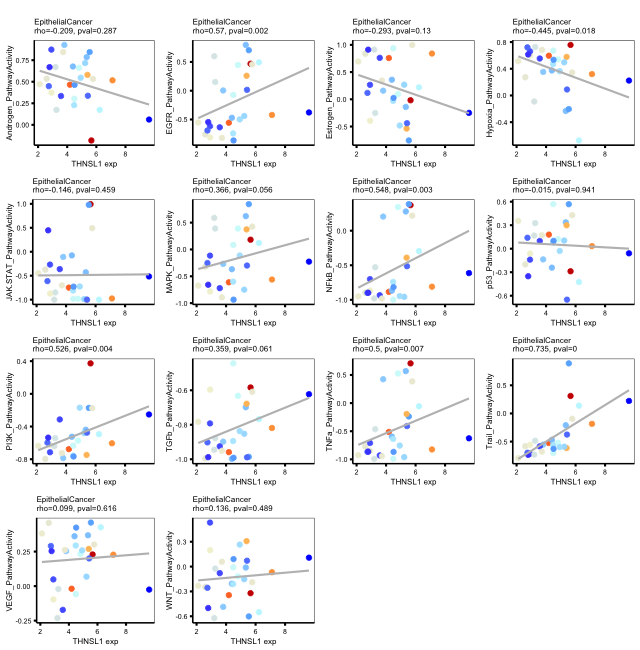 EpithelialCancer
rho=-0.209, pval=0.287
Androgen_PathwayActivity
0.75
0.50
0.25
0.00
2 4 6 8
THNSL1 exp
EpithelialCancer
rho=0.57, pval=0.002
EGFR_PathwayActivity
0.5
0.0
-0.5
2 4 6 8
THNSL1 exp
EpithelialCancer
rho=-0.293, pval=0.13
Estrogen_PathwayActivity
1.0
0.5
0.0
-0.5
2 4 6 8
THNSL1 exp
EpithelialCancer
rho=-0.445, pval=0.018
Hypoxia_PathwayActivity
0.8
0.4
0.0
-0.4
2 4 6 8
THNSL1 exp
EpithelialCancer
rho=-0.146, pval=0.459
JAK-STAT_PathwayActivity
1.0
0.5
0.0
-0.5
-1.0
2 4 6 8
THNSL1 exp
EpithelialCancer
rho=0.366, pval=0.056
MAPK_PathwayActivity
0.5
0.0
-0.5
-1.0
2 4 6 8
THNSL1 exp
EpithelialCancer
rho=0.548, pval=0.003
NFkB_PathwayActivity
0.0
-0.5
-1.0
2 4 6 8
THNSL1 exp
EpithelialCancer
rho=-0.015, pval=0.941
p53_PathwayActivity
0.6
0.3
0.0
-0.3
-0.6
2 4 6 8
THNSL1 exp
EpithelialCancer
rho=0.526, pval=0.004
PI3K_PathwayActivity
0.4
0.0
-0.4
-0.8
2 4 6 8
THNSL1 exp
EpithelialCancer
rho=0.359, pval=0.061
TGFb_PathwayActivity
-0.4
-0.6
-0.8
-1.0
2 4 6 8
THNSL1 exp
EpithelialCancer
rho=0.5, pval=0.007
TNFa_PathwayActivity
0.5
0.0
-0.5
-1.0
2 4 6 8
THNSL1 exp
EpithelialCancer
rho=0.735, pval=0
Trail_PathwayActivity
0.5
0.0
-0.5
2 4 6 8
THNSL1 exp
EpithelialCancer
rho=0.099, pval=0.616
VEGF_PathwayActivity
0.25
0.00
-0.25
2 4 6 8
THNSL1 exp
EpithelialCancer
rho=0.136, pval=0.489
WNT_PathwayActivity
0.3
0.0
-0.3
-0.6
2 4 6 8
THNSL1 exp